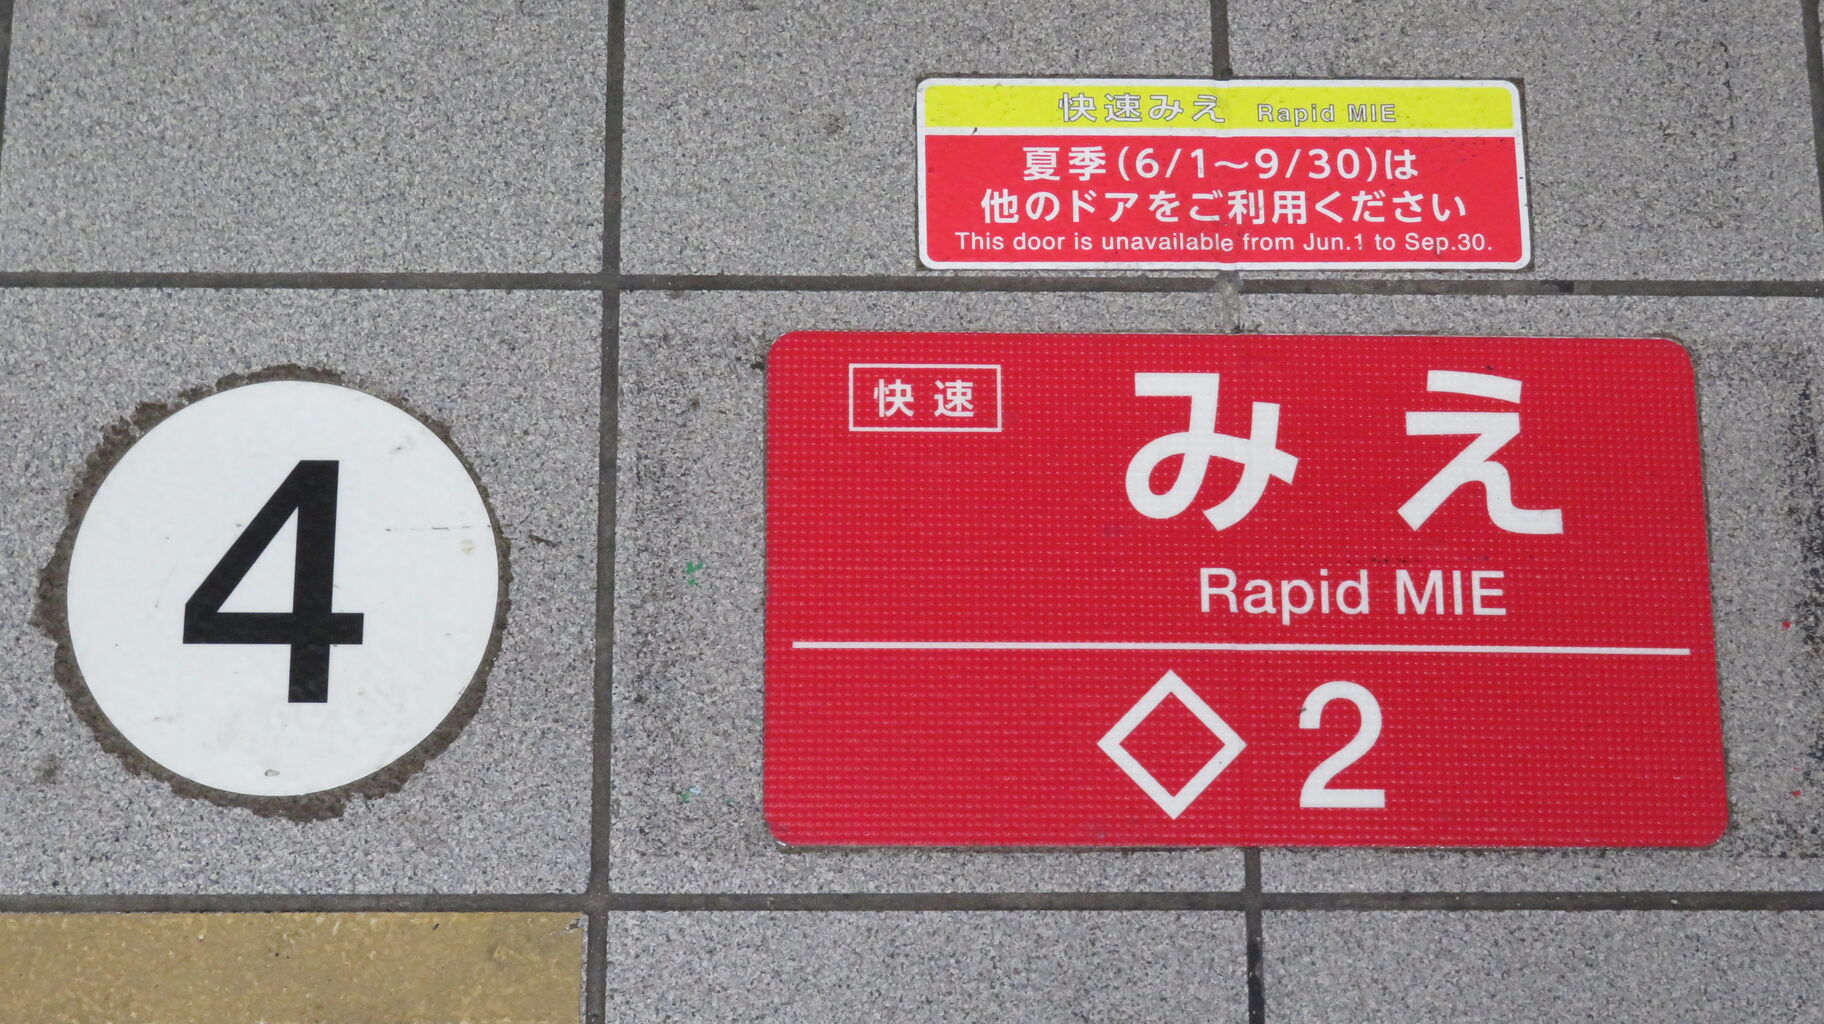 快速みえ Rapid MIE
夏季(6/1～9/30)は
他のドアをご利用ください
This door is unavailable from Jun.1 to Sep.30.
4
快速
みえ
Rapid MIE
◇2